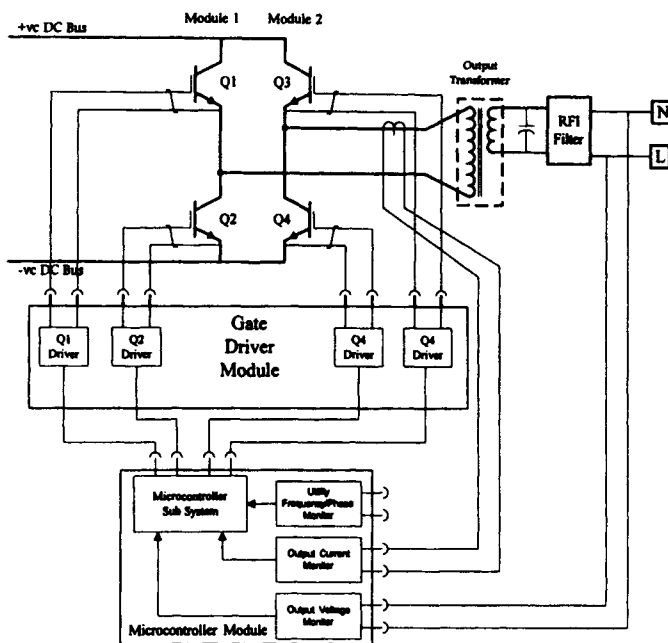 Module 1 Module 2
+vc DC Bus
Q1
Q3
Output
Transformer
RFI
Filter
N
L
Q2
Q4
-vc DC Bus
Gate
Driver
Module
Q1
Driver
Q2
Driver
Q4
Driver
Q4
Driver
Microcontroller
Sub System
Utility
Frequency/Phase
Monitor
Output Current
Monitor
Output Voltage
Monitor
Microcontroller Module